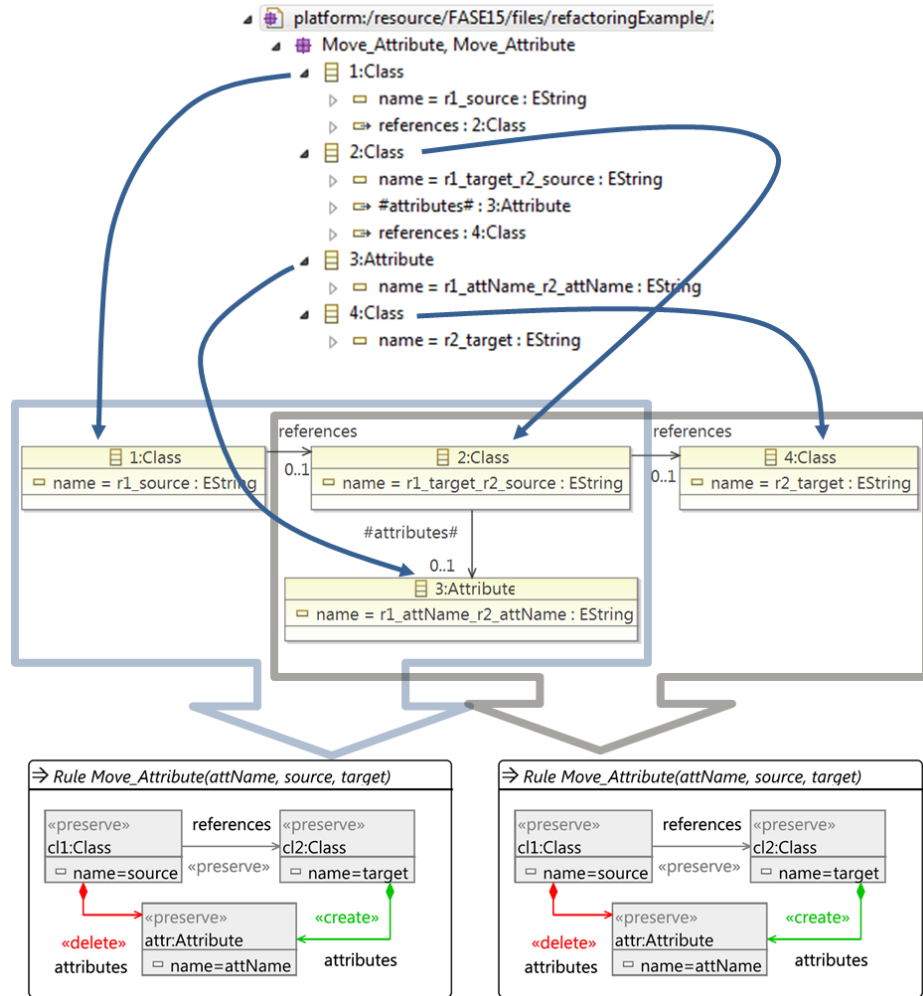 platform:/resource/FASE15/files/refactoringExample/
Move_Attribute, Move_Attribute
1:Class
name = r1_source : EString
references : 2:Class
2:Class
name = r1_target_r2_source : EString
#attributes# : 3:Attribute
references : 4:Class
3:Attribute
name = r1_attName_r2_attName : EString
4:Class
name = r2_target : EString
references
references
1:Class
name = r1_source : EString
0..1
2:Class
name = r1_target_r2_source : EString
0..1
4:Class
name = r2_target : EString
#attributes#
0..1
3:Attribute
name = r1_attName_r2_attName : EString
Rule Move_Attribute(attName, source, target)
«preserve»
cl1:Class
name=source
references
«preserve»
«preserve»
cl2:Class
name=target
«delete»
attributes
«preserve»
attr:Attribute
name=attName
«create»
attributes
Rule Move_Attribute(attName, source, target)
«preserve»
cl1:Class
name=source
references
«preserve»
«preserve»
cl2:Class
name=target
«delete»
attributes
«preserve»
attr:Attribute
name=attName
«create»
attributes